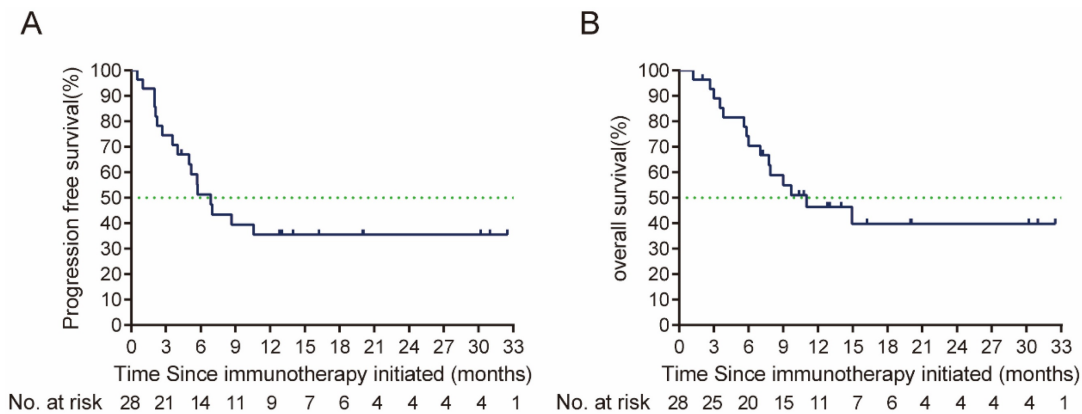 A
Progression free survival(%)
100
90
80
70
60
50
40
30
20
10
0
0 3 6 9 12 15 18 21 24 27 30 33
Time Since immunotherapy initiated (months)
No. at risk 28 21 14 11 9 7 6 4 4 4 4 1
B
overall survival(%)
100
90
80
70
60
50
40
30
20
10
0
0 3 6 9 12 15 18 21 24 27 30 33
Time Since immunotherapy initiated (months)
No. at risk 28 25 20 15 11 7 6 4 4 4 4 1